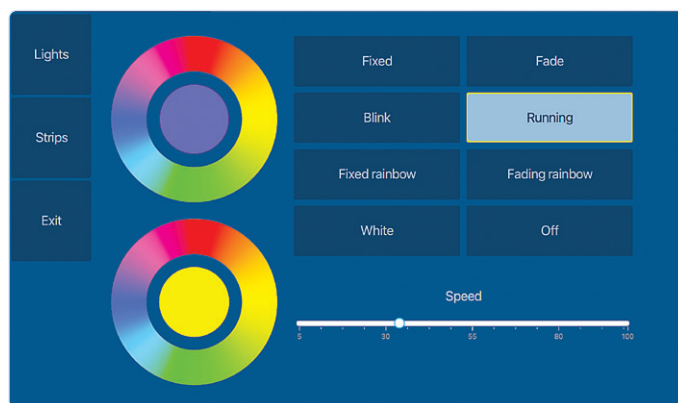 Lights
Strips
Exit
Fixed
Fade
Blink
Running
Fixed rainbow
Fading rainbow
White
Off
Speed
5 30 55 80 100